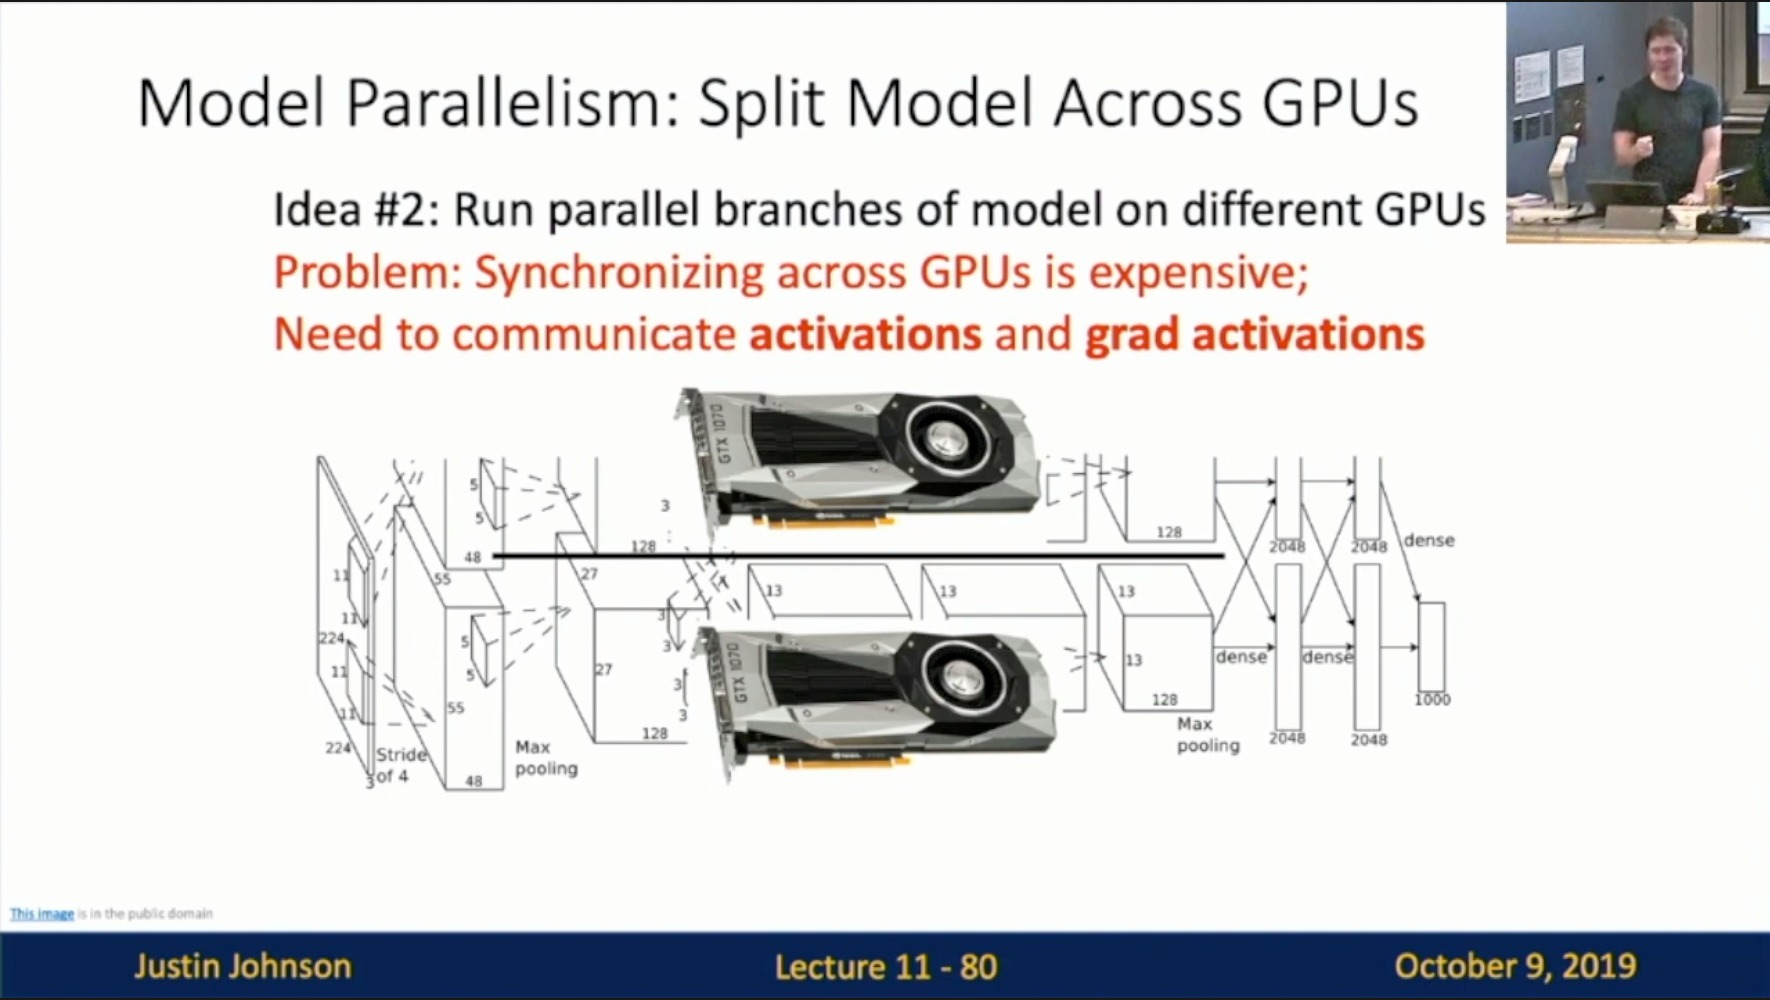 Model Parallelism: Split Model Across GPUs
Idea #2: Run parallel branches of model on different GPUs
Problem: Synchronizing across GPUs is expensive;
Need to communicate activations and grad activations
GTX 1070
5
5
3
48
128
128
2048
2048
dense
11
11
55
27
13
13
13
224
5
5
3
3
11
11
55
27
3
3
13
dense
dense
128
128
1000
224
Stride
of 4
3
48
Max
pooling
GTX 1070
Max
pooling
2048
2048
This image is in the public domain
Justin Johnson
Lecture 11 - 80
October 9, 2019